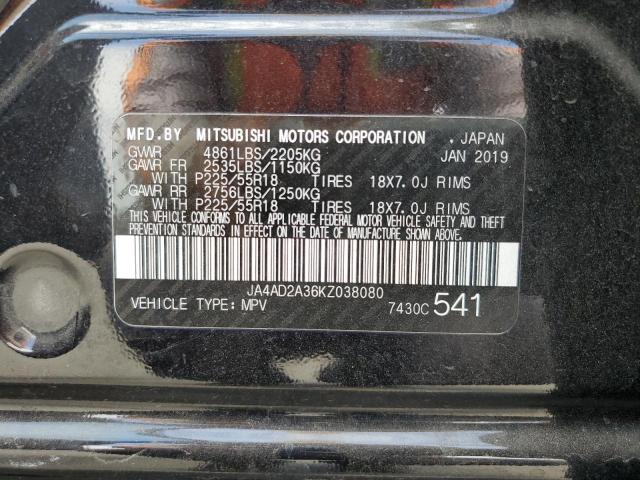 MFD.BY MITSUBISHI MOTORS CORPORATION . JAPAN
GVWR 4861LBS/2205KG JAN 2019
GAWR FR 2535LBS/1150KG
WITH P225/55R18 TIRES 18X7.0J RIMS
GAWR RR 2756LBS/1250KG
WITH P225/55R18 TIRES 18X7.0J RIMS
THIS VEHICLE CONFORMS TO ALL APPLICABLE FEDERAL MOTOR VEHICLE SAFETY AND THEFT
PREVENTION STANDARDS IN EFFECT ON THE DATE OF MANUFACTURE SHOWN ABOVE.
JA4AD2A36KZ038080
VEHICLE TYPE: MPV 7430C 541